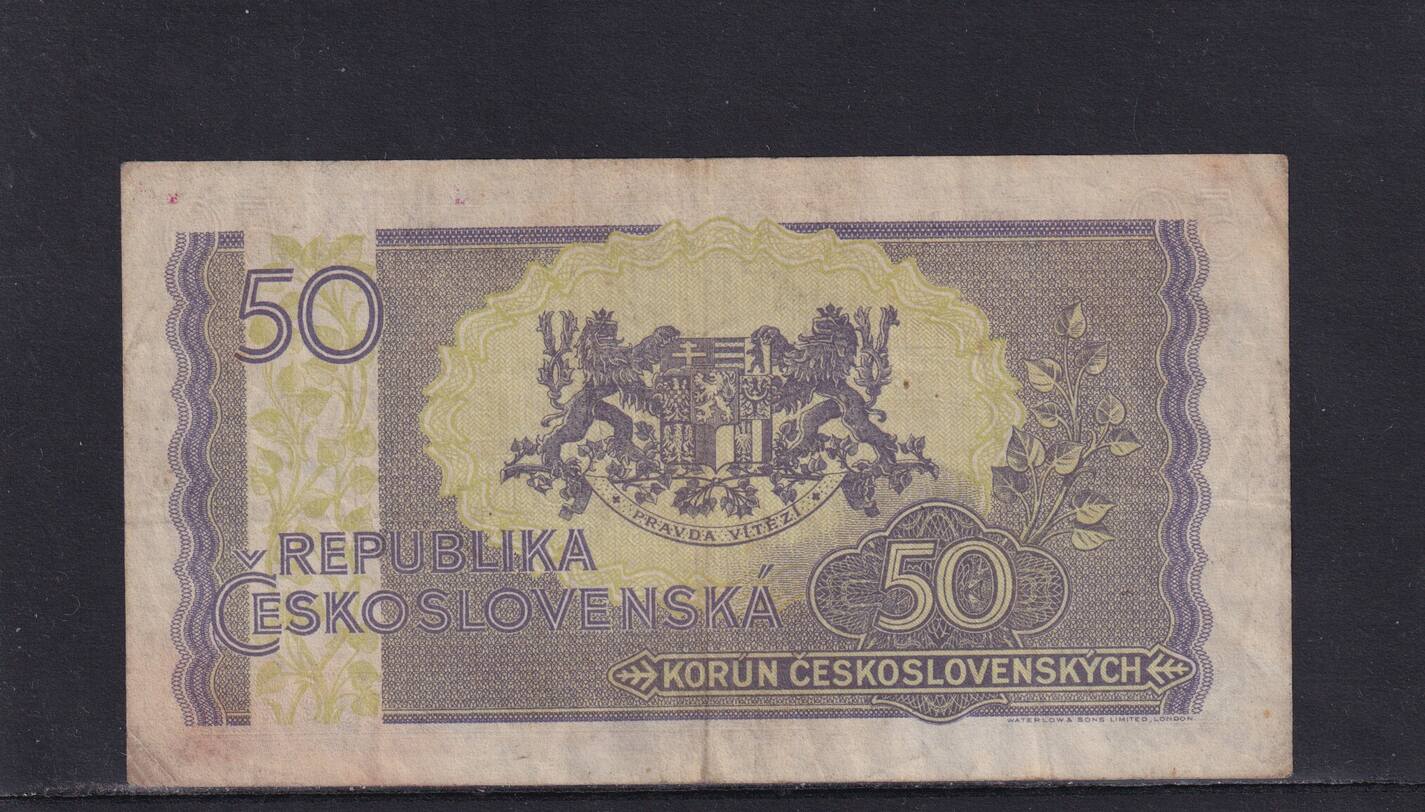 50
PRAVDA VÍTĚZÍ
REPUBLIKA
ČESKOSLOVENSKÁ
50
KORÚN ČESKOSLOVENSKÝCH
WATERLOW & SONS LIMITED, LONDON.